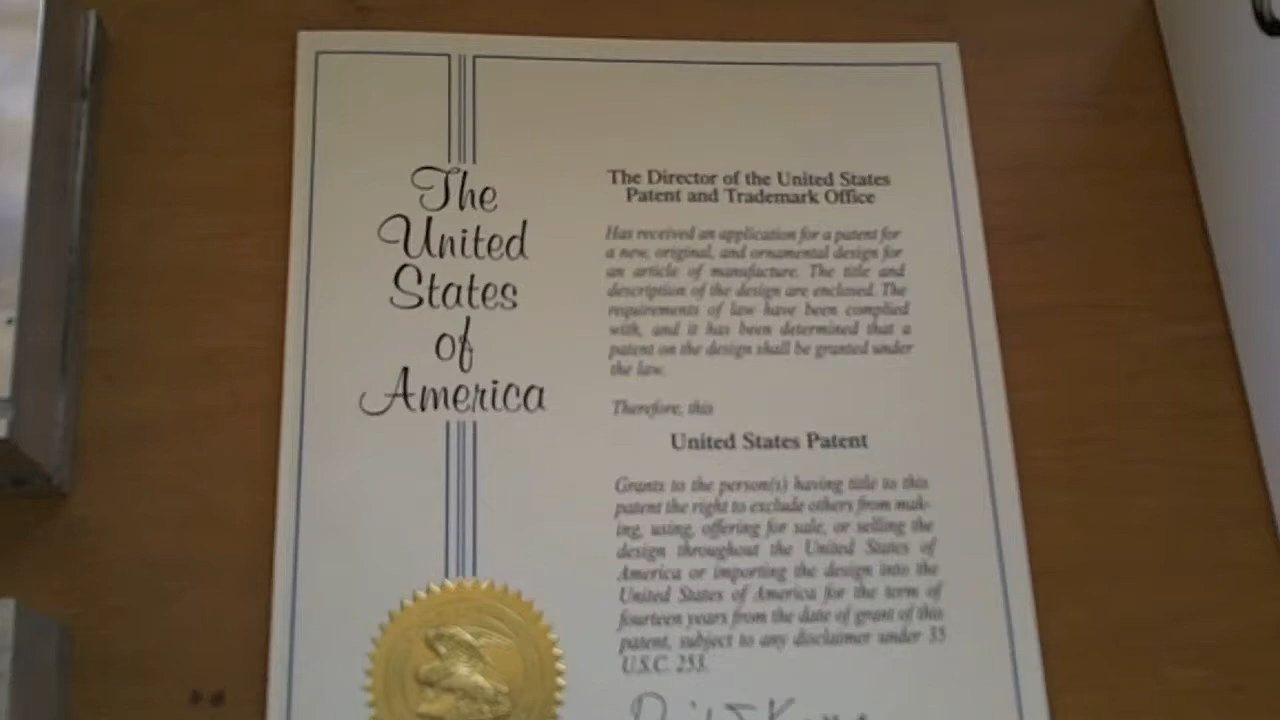 The
United
States
of
America
The Director of the United States
Patent and Trademark Office
Has received an application for a patent for
a new, original, and ornamental design for
an article of manufacture. The title and
description of the design are enclosed. The
requirements of law have been complied
with, and it has been determined that a
patent on the design shall be granted under
the law.
Therefore, this
United States Patent
Grants to the person(s) having title to this
patent the right to exclude others from mak-
ing, using, offering for sale, or selling the
design throughout the United States of
America or importing the design into the
United States of America for the term of
fourteen years from the date of grant of this
patent, subject to any disclaimer under 35
U.S.C. 253.